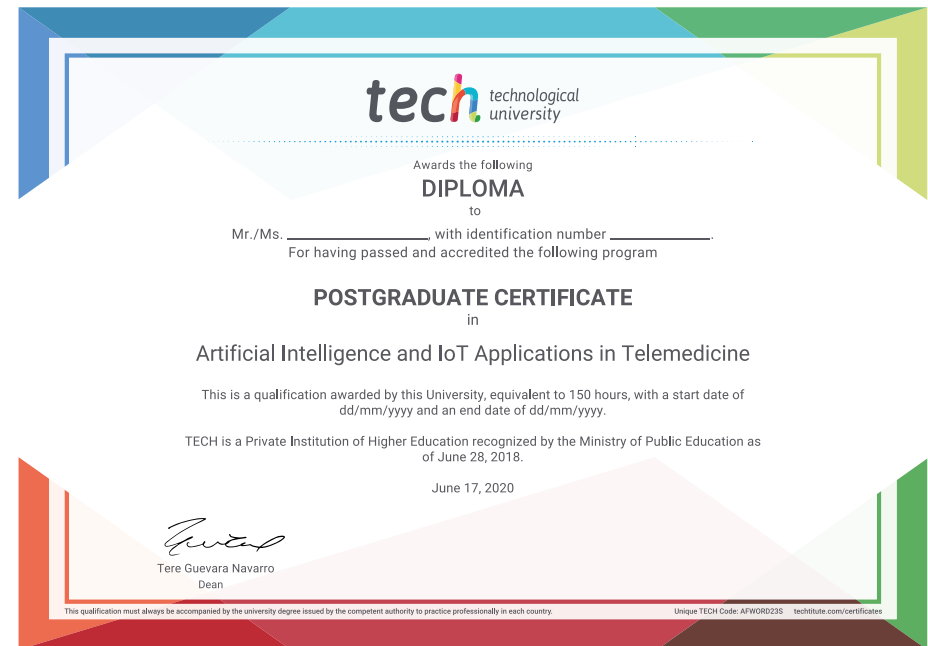 tech technological
university
Awards the following
DIPLOMA
to
Mr./Ms. ____________________, with identification number ______________.
For having passed and accredited the following program
POSTGRADUATE CERTIFICATE
in
Artificial Intelligence and IoT Applications in Telemedicine
This is a qualification awarded by this University, equivalent to 150 hours, with a start date of
dd/mm/yyyy and an end date of dd/mm/yyyy.
TECH is a Private Institution of Higher Education recognized by the Ministry of Public Education as
of June 28, 2018.
June 17, 2020
Tere Guevara Navarro
Dean
This qualification must always be accompanied by the university degree issued by the competent authority to practice professionally in each country.
Unique TECH Code: AFWORD23S techtitute.com/certificates